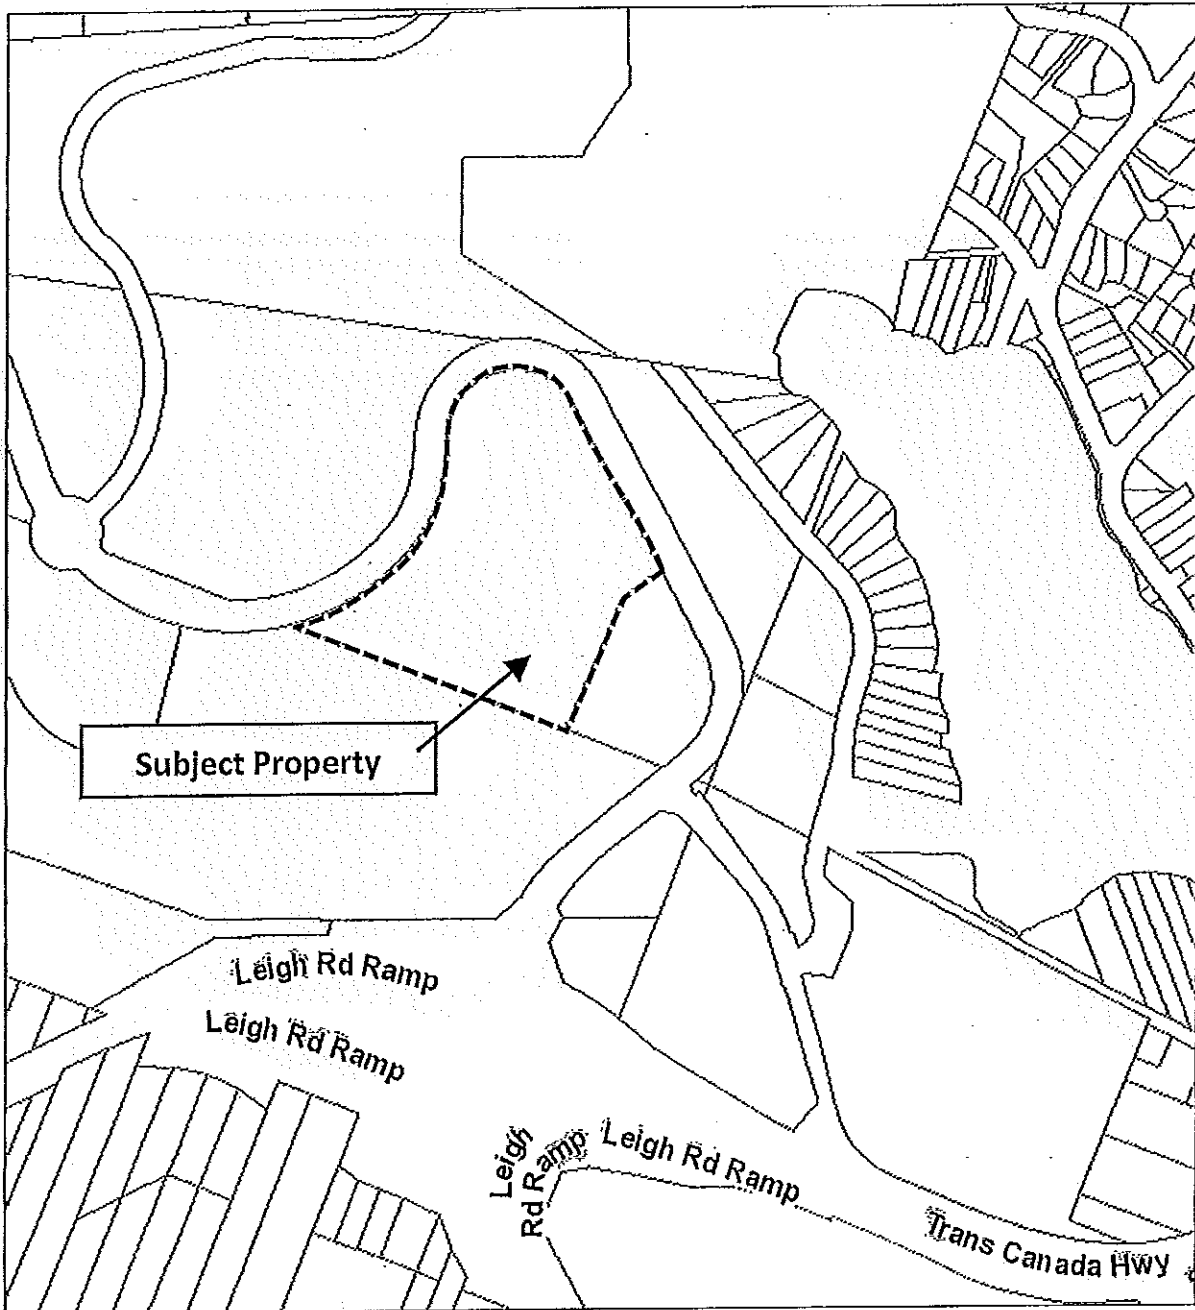 Subject Property
Leigh Rd Ramp
Leigh Rd Ramp
Leigh
Rd Ramp
Leigh Rd Ramp
Trans Canada Hwy